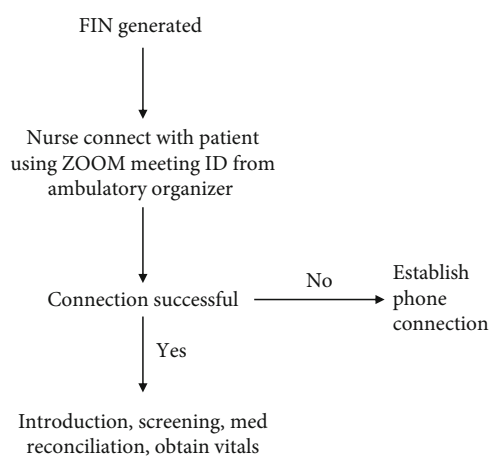 FIN generated
Nurse connect with patient
using ZOOM meeting ID from
ambulatory organizer
Connection successful
No
Establish
phone
connection
Yes
Introduction, screening, med
reconciliation, obtain vitals